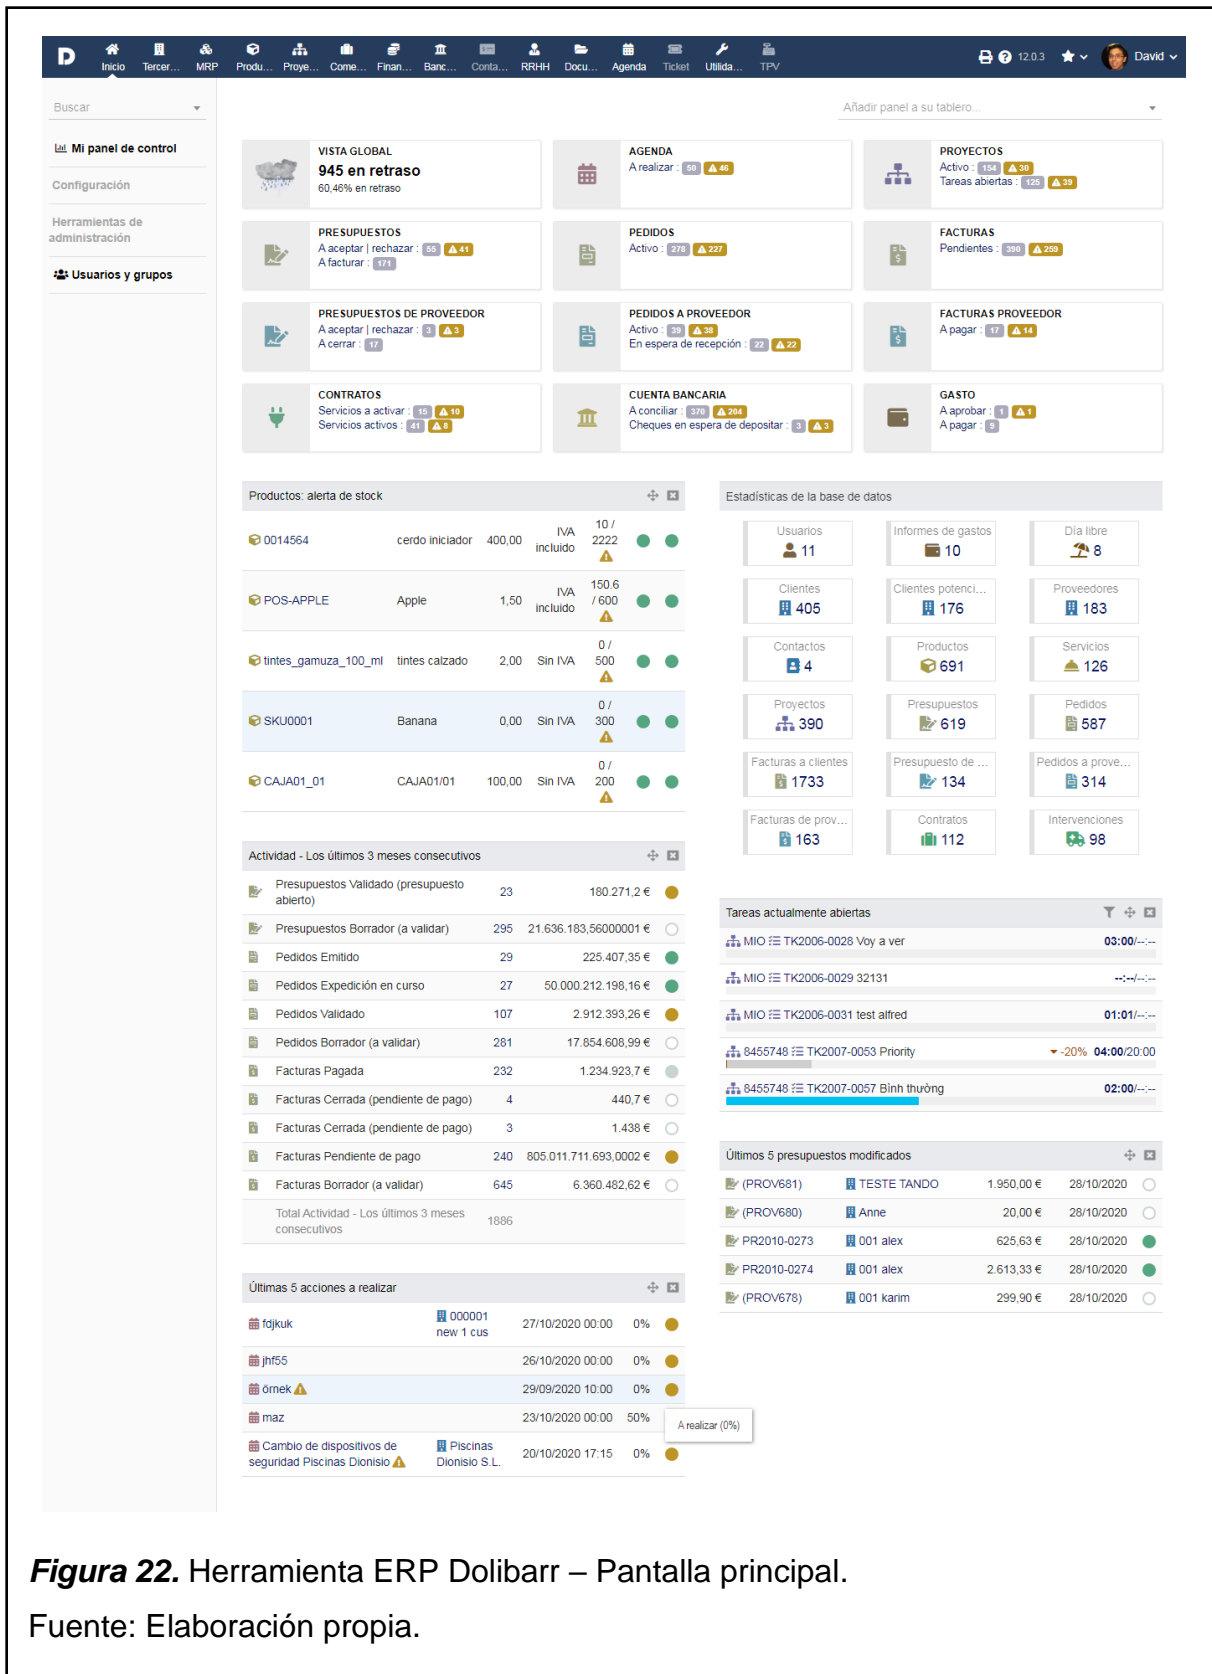 D Inicio Tercer... MRP Produ... Proye... Come... Finan... Banc... Conta... RRHH Docu... Agenda Ticket Utilida... TPV 12.0.3 David
Buscar
Añadir panel a su tablero...
Mi panel de control
Configuración
Herramientas de
administración
Usuarios y grupos
VISTA GLOBAL
945 en retraso
60,46% en retraso
AGENDA
A realizar : 50 46
PROYECTOS
Activo : 154 30
Tareas abiertas : 125 39
PRESUPUESTOS
A aceptar | rechazar : 55 41
A facturar : 171
PEDIDOS
Activo : 278 227
FACTURAS
Pendientes : 390 259
PRESUPUESTOS DE PROVEEDOR
A aceptar | rechazar : 3 3
A cerrar : 17
PEDIDOS A PROVEEDOR
Activo : 39 38
En espera de recepción : 22 22
FACTURAS PROVEEDOR
A pagar : 17 14
CONTRATOS
Servicios a activar : 15 10
Servicios activos : 41 8
CUENTA BANCARIA
A conciliar : 370 204
Cheques en espera de depositar : 3 3
GASTO
A aprobar : 1 1
A pagar : 9
Productos: alerta de stock
0014564 cerdo iniciador 400,00 IVA incluido 10 / 2222
POS-APPLE Apple 1,50 IVA incluido 150.6 / 600
tintes_gamuza_100_ml tintes calzado 2,00 Sin IVA 0 / 500
SKU0001 Banana 0,00 Sin IVA 0 / 300
CAJA01_01 CAJA01/01 100,00 Sin IVA 0 / 200
Actividad - Los últimos 3 meses consecutivos
Presupuestos Validado (presupuesto
abierto) 23 180.271,2 €
Presupuestos Borrador (a validar) 295 21.636.183,56000001 €
Pedidos Emitido 29 225.407,35 €
Pedidos Expedición en curso 27 50.000.212.198,16 €
Pedidos Validado 107 2.912.393,26 €
Pedidos Borrador (a validar) 281 17.854.608,99 €
Facturas Pagada 232 1.234.923,7 €
Facturas Cerrada (pendiente de pago) 4 440,7 €
Facturas Cerrada (pendiente de pago) 3 1.438 €
Facturas Pendiente de pago 240 805.011.711.693,0002 €
Facturas Borrador (a validar) 645 6.360.482,62 €
Total Actividad - Los últimos 3 meses
consecutivos 1886
Últimas 5 acciones a realizar
fdjkuk 000001 new 1 cus 27/10/2020 00:00 0%
jhf55 26/10/2020 00:00 0%
örnek 29/09/2020 10:00 0%
maz 23/10/2020 00:00 50%
A realizar (0%)
Cambio de dispositivos de
seguridad Piscinas Dionisio Piscinas Dionisio S.L. 20/10/2020 17:15 0%
Estadísticas de la base de datos
Usuarios Informes de gastos Día libre
11 10 8
Clientes Clientes potenci... Proveedores
405 176 183
Contactos Productos Servicios
4 691 126
Proyectos Presupuestos Pedidos
390 619 587
Facturas a clientes Presupuesto de ... Pedidos a prove...
1733 134 314
Facturas de prov... Contratos Intervenciones
163 112 98
Tareas actualmente abiertas
MIO TK2006-0028 Voy a ver 03:00/--:--
MIO TK2006-0029 32131 --:--/--:--
MIO TK2006-0031 test alfred 01:01/--:--
8455748 TK2007-0053 Priority -20% 04:00/20:00
8455748 TK2007-0057 Bình thường 02:00/--:--
Últimos 5 presupuestos modificados
(PROV681) TESTE TANDO 1.950,00 € 28/10/2020
(PROV680) Anne 20,00 € 28/10/2020
PR2010-0273 001 alex 625,63 € 28/10/2020
PR2010-0274 001 alex 2.613,33 € 28/10/2020
(PROV678) 001 karim 299,90 € 28/10/2020
Figura 22. Herramienta ERP Dolibarr – Pantalla principal.
Fuente: Elaboración propia.